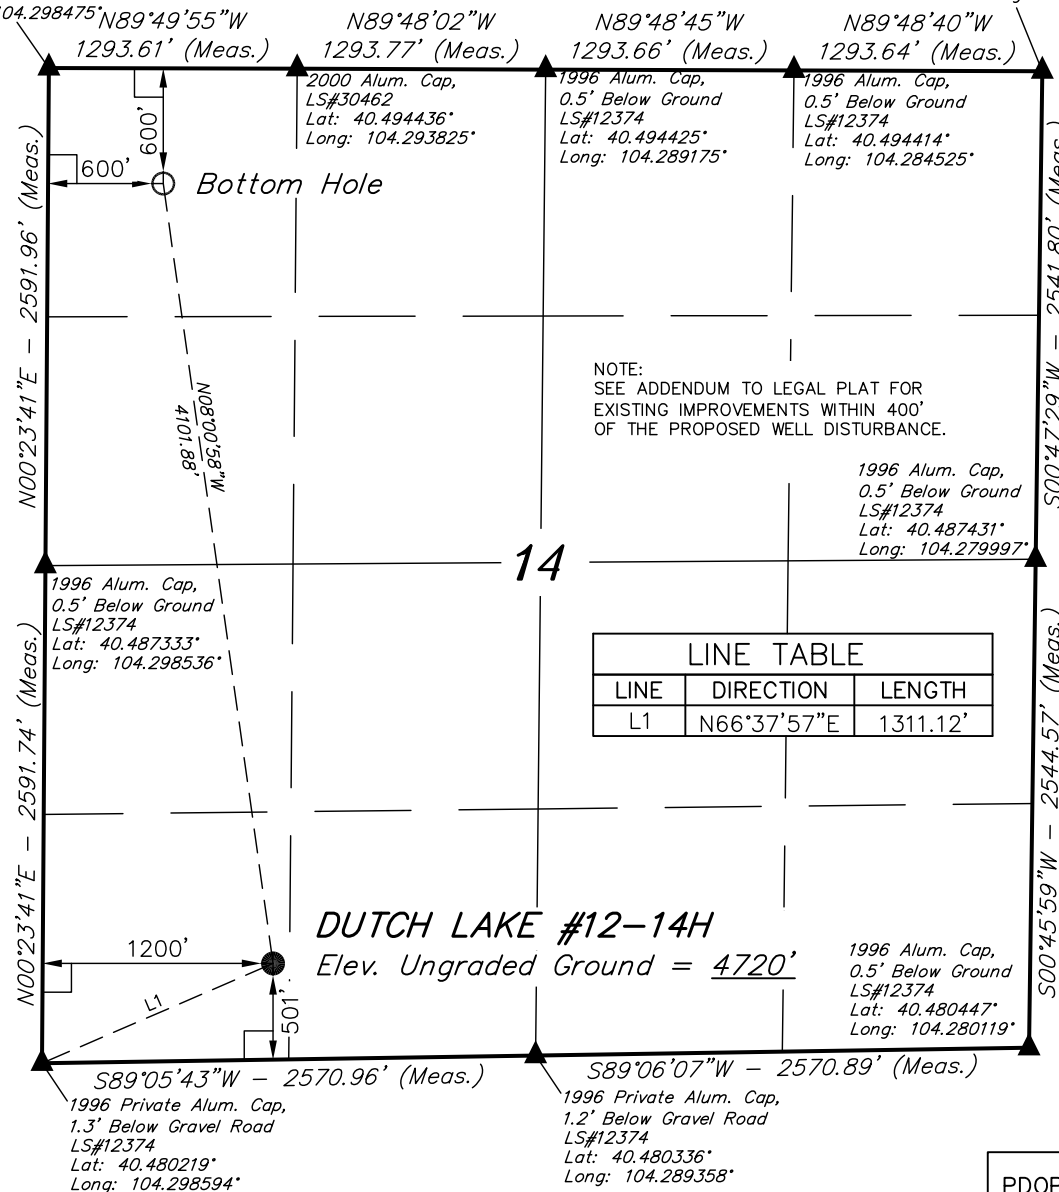 104.298475°
N89°49'55"W
1293.61' (Meas.)
N89°48'02"W
1293.77' (Meas.)
N89°48'45"W
1293.66' (Meas.)
N89°48'40"W
1293.64' (Meas.)
2000 Alum. Cap,
LS#30462
Lat: 40.494436°
Long: 104.293825°
1996 Alum. Cap,
0.5' Below Ground
LS#12374
Lat: 40.494425°
Long: 104.289175°
1996 Alum. Cap,
0.5' Below Ground
LS#12374
Lat: 40.494414°
Long: 104.284525°
600'
600'
Bottom Hole
N00°23'41"E - 2591.96' (Meas.)
S00°47'29"W - 2541.80' (Meas.)
N08°00'58"W
4101.88'
NOTE:
SEE ADDENDUM TO LEGAL PLAT FOR
EXISTING IMPROVEMENTS WITHIN 400'
OF THE PROPOSED WELL DISTURBANCE.
1996 Alum. Cap,
0.5' Below Ground
LS#12374
Lat: 40.487431°
Long: 104.279997°
14
1996 Alum. Cap,
0.5' Below Ground
LS#12374
Lat: 40.487333°
Long: 104.298536°
LINE TABLE
LINE DIRECTION LENGTH
L1 N66°37'57"E 1311.12'
N00°23'41"E - 2591.74' (Meas.)
S00°45'59"W - 2544.57' (Meas.)
DUTCH LAKE #12-14H
Elev. Ungraded Ground = 4720'
1200'
L1
501'
1996 Alum. Cap,
0.5' Below Ground
LS#12374
Lat: 40.480447°
Long: 104.280119°
S89°05'43"W - 2570.96' (Meas.)
S89°06'07"W - 2570.89' (Meas.)
1996 Private Alum. Cap,
1.3' Below Gravel Road
LS#12374
Lat: 40.480219°
Long: 104.298594°
1996 Private Alum. Cap,
1.2' Below Gravel Road
LS#12374
Lat: 40.480336°
Long: 104.289358°
PDOP